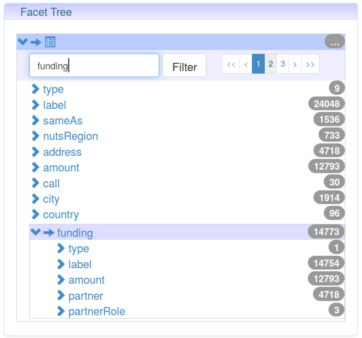 Facet Tree
...
funding Filter << < 1 2 3 > >>
type 9
label 24048
sameAs 1536
nutsRegion 733
address 4718
amount 12793
call 30
city 1914
country 96
funding 14773
type 1
label 14754
amount 12793
partner 4718
partnerRole 3